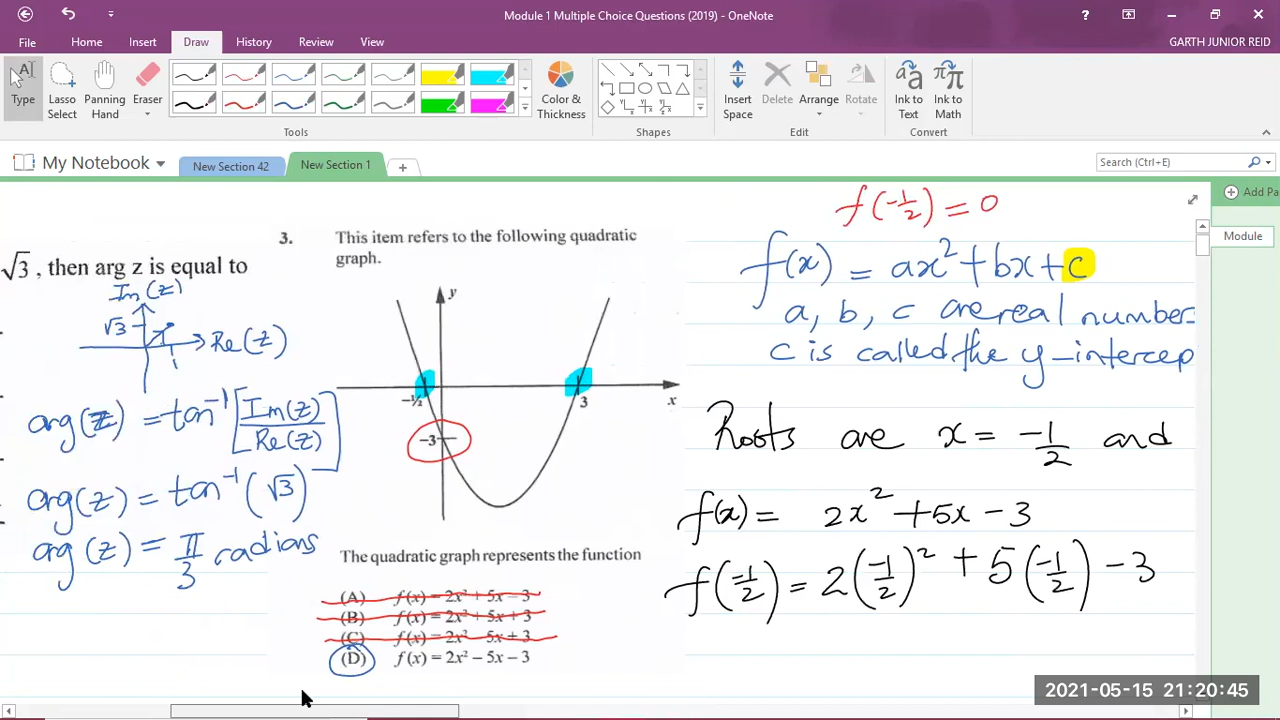 Module 1 Multiple Choice Questions (2019) - OneNote
File Home Insert Draw History Review View
GARTH JUNIOR REID
Type
Lasso Select
Panning Hand
Eraser
Color & Thickness
Insert Space
Delete
Arrange
Rotate
Ink to Text
Ink to Math
Tools
Shapes
Edit
Convert
My Notebook
New Section 42
New Section 1
Search (Ctrl+E)
Add Pa
Module
√3, then arg z is equal to
Im(z)
√3
Re(z)
1
arg(z) = tan⁻¹ [Im(z)/Re(z)]
arg(z) = tan⁻¹(√3)
arg(z) = π/3 radians
3. This item refers to the following quadratic
graph.
y
-½
3
x
-3
The quadratic graph represents the function
(A) f(x) = 2x² + 5x - 3
(B) f(x) = 2x² + 5x + 3
(C) f(x) = 2x² - 5x + 3
(D) f(x) = 2x² - 5x - 3
f(-1/2) = 0
f(x) = ax² + bx + c
a, b, c are real number
c is called the y-intercep
Roots are x = -1/2 and
f(x) = 2x² + 5x - 3
f(-1/2) = 2(-1/2)² + 5(-1/2) - 3
2021-05-15 21:20:45